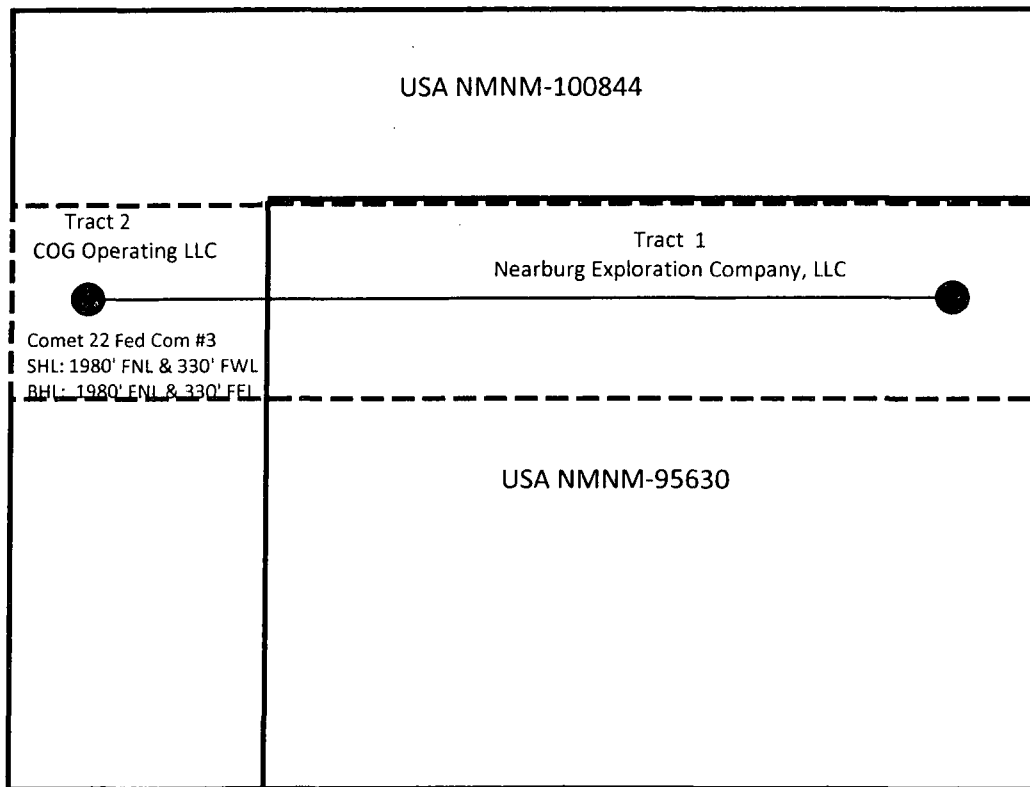 USA NMNM-100844
Tract 2
COG Operating LLC
Tract 1
Nearburg Exploration Company, LLC
Comet 22 Fed Com #3
SHL: 1980' FNL & 330' FWL
BHL: 1980' FNL & 330' FEL
USA NMNM-95630